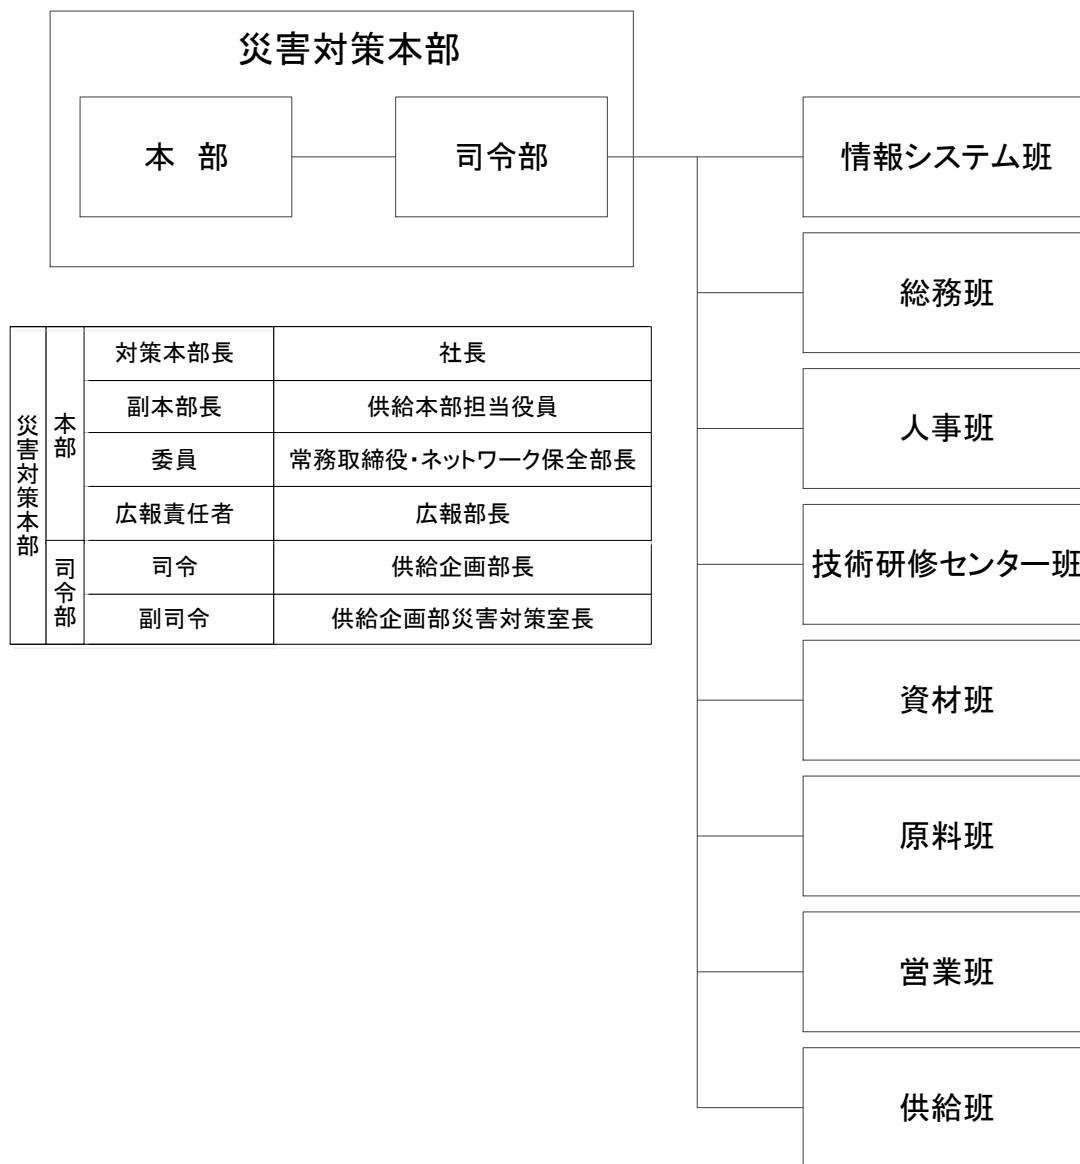 災害対策本部
本 部
司令部
情報システム班
総務班
人事班
技術研修センター班
資材班
原料班
営業班
供給班
災害対策本部
本部
対策本部長 社長
副本部長 供給本部担当役員
委員 常務取締役・ネットワーク保全部長
広報責任者 広報部長
司令部
司令 供給企画部長
副司令 供給企画部災害対策室長